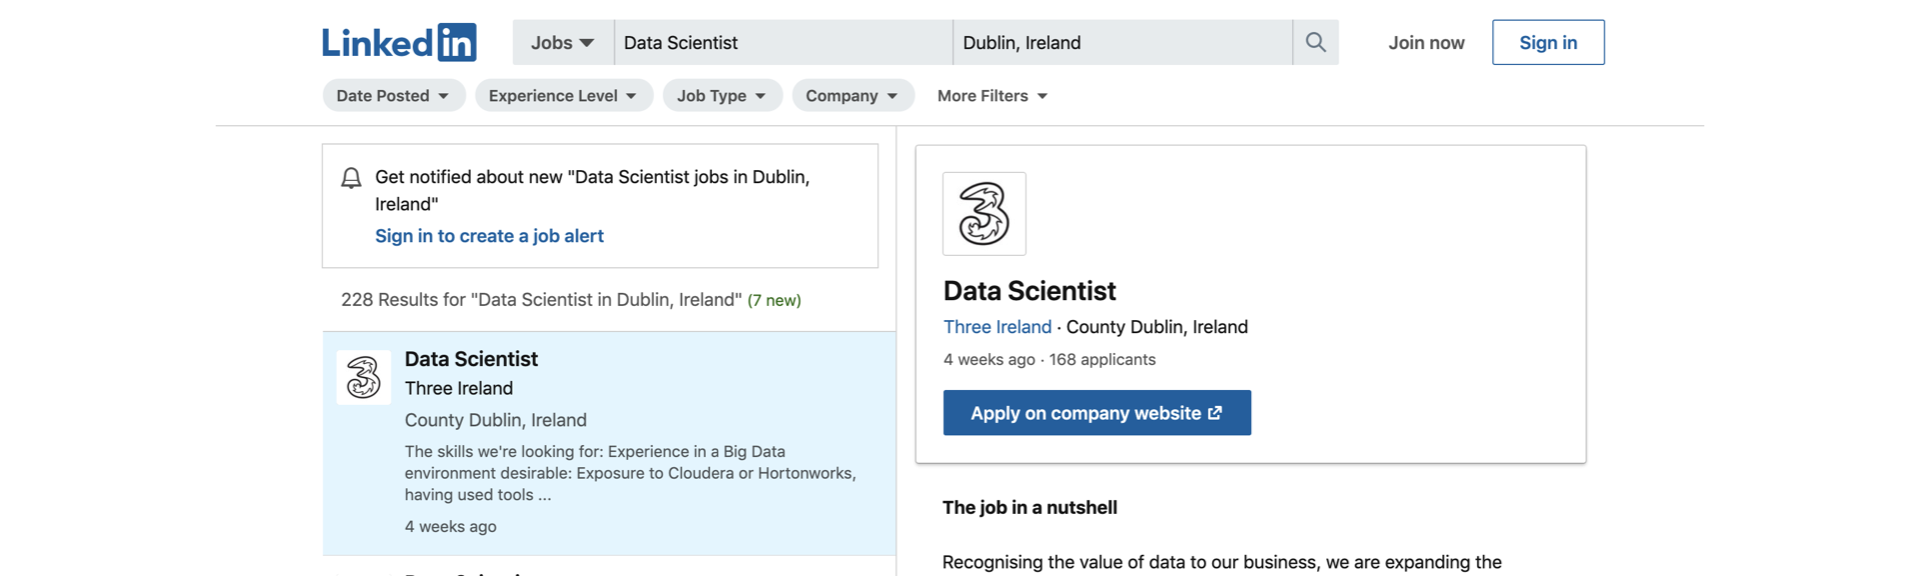 LinkedIn
Jobs
Data Scientist
Dublin, Ireland
Join now
Sign in
Date Posted
Experience Level
Job Type
Company
More Filters
Get notified about new "Data Scientist jobs in Dublin,
Ireland"
Sign in to create a job alert
228 Results for "Data Scientist in Dublin, Ireland" (7 new)
Data Scientist
Three Ireland
County Dublin, Ireland
The skills we're looking for: Experience in a Big Data
environment desirable: Exposure to Cloudera or Hortonworks,
having used tools ...
4 weeks ago
3
Data Scientist
Three Ireland · County Dublin, Ireland
4 weeks ago · 168 applicants
Apply on company website
The job in a nutshell
Recognising the value of data to our business, we are expanding the